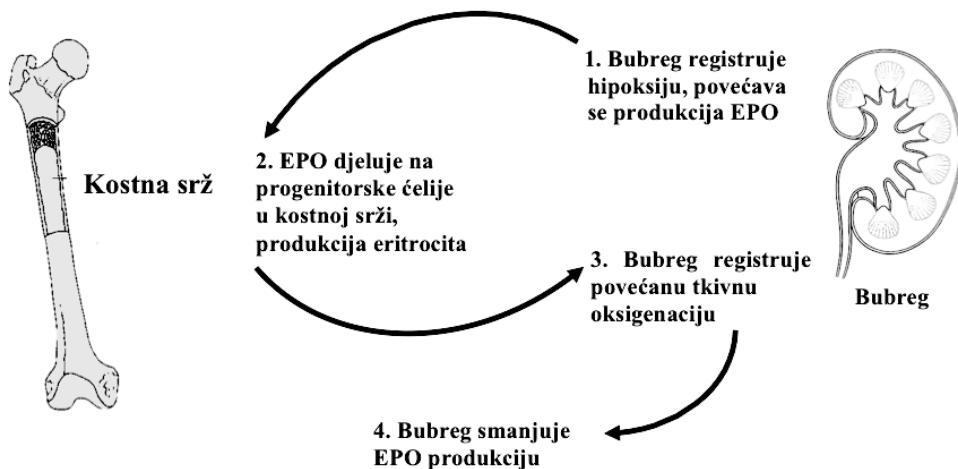 1. Bubreg registruje
hipoksiju, povećava
se produkcija EPO
2. EPO djeluje na
progenitorske ćelije
u kostnoj srži,
produkcija eritrocita
Kostna srž
3. Bubreg registruje
povećanu tkivnu
oksigenaciju
Bubreg
4. Bubreg smanjuje
EPO produkciju